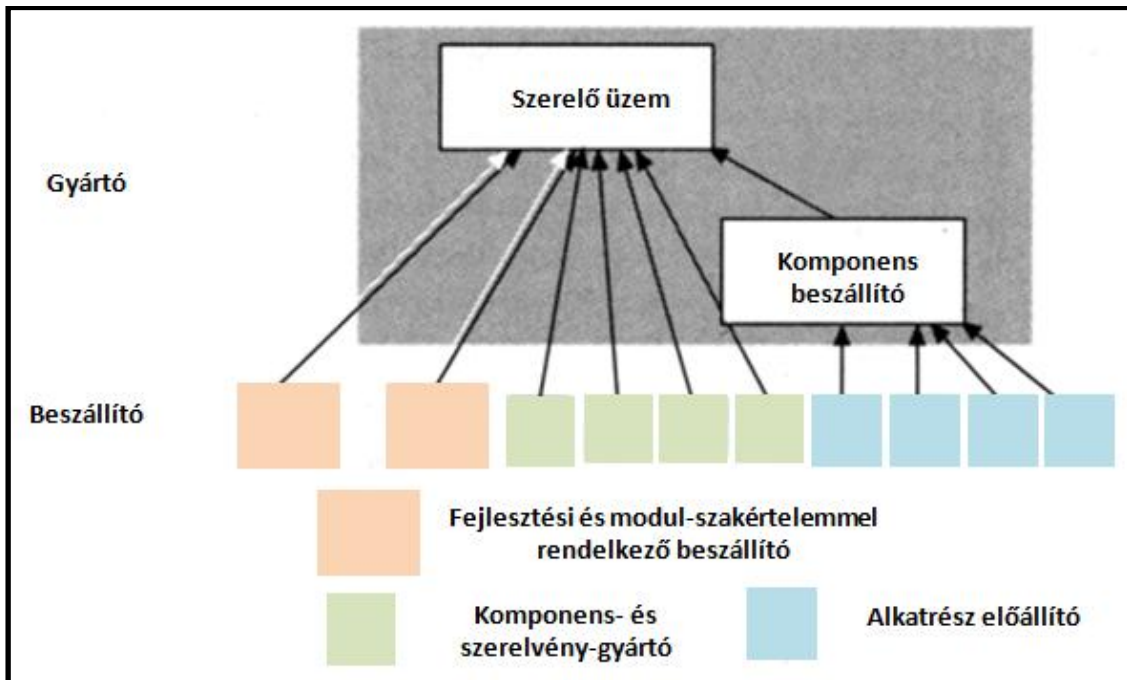 Szerelő üzem
Gyártó
Komponens
beszállító
Beszállító
Fejlesztési és modul-szakértelemmel
rendelkező beszállító
Komponens- és
szerelvény-gyártó
Alkatrész előállító